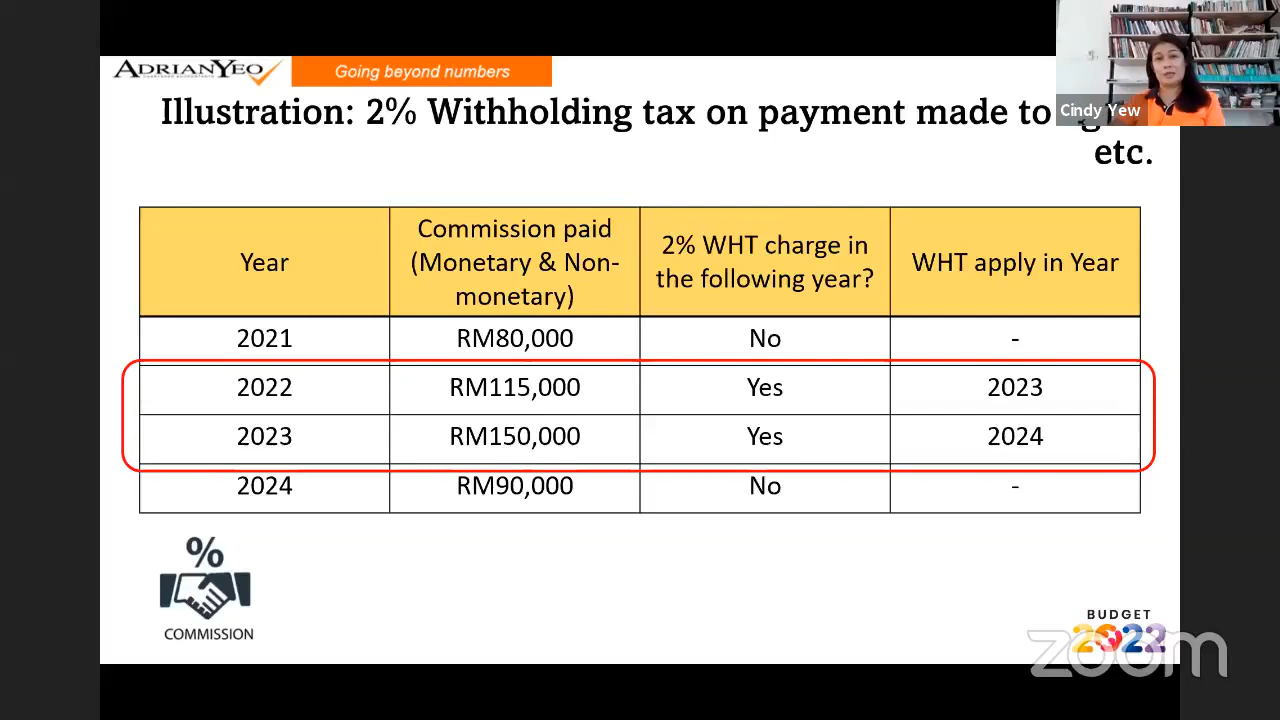 ADRIANYEO
Going beyond numbers
Cindy Yew
Illustration: 2% Withholding tax on payment made to
etc.
Year
Commission paid
(Monetary & Non-
monetary)
2% WHT charge in
the following year?
WHT apply in Year
2021 RM80,000 No -
2022 RM115,000 Yes 2023
2023 RM150,000 Yes 2024
2024 RM90,000 No -
%
COMMISSION
BUDGET
2022
zoom